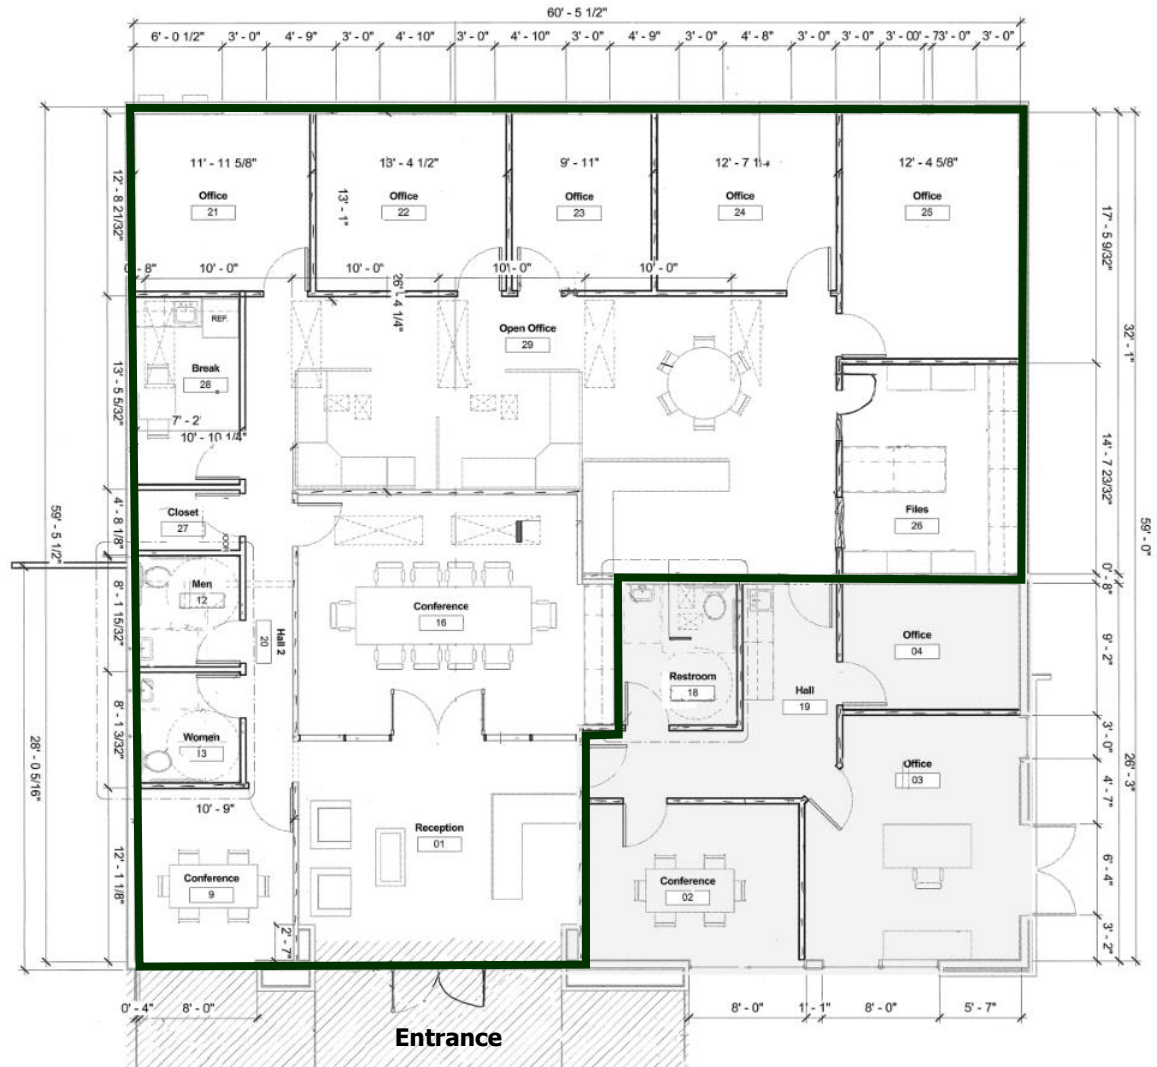 60' - 5 1/2"
6' - 0 1/2" 3' - 0" 4' - 9" 3' - 0" 4' - 10" 3' - 0" 4' - 10" 3' - 0" 4' - 9" 3' - 0" 4' - 8" 3' - 0" 3' - 0" 3' - 0" 3' - 0"
11' - 11 5/8" 13' - 4 1/2" 9' - 11" 12' - 7 1/4" 12' - 4 5/8"
Office Office Office Office Office
21 22 23 24 25
13' - 1"
12' - 8 21/32"
17' - 5 9/32"
10' - 0" 10' - 0" 10' - 0" 10' - 0"
26' - 4 1/4"
REF.
Open Office
29
32' - 1"
Break
28
13' - 5 5/32"
7' - 2'
10' - 10 1/4"
14' - 7 23/32"
Closet
27
4' - 8 1/8"
Files
26
59' - 5 1/2"
59' - 0"
0' - 8"
Men
12
8' - 1 15/32"
Conference
16
Hall 2
20
Office
04
9' - 2"
Restroom
18
Hall
19
Women
13
8' - 1 3/32"
3' - 0"
28' - 0 5/16"
26' - 3"
Office
03
4' - 7"
10' - 9"
Reception
01
12' - 1 1/8"
Conference
9
Conference
02
6' - 4"
2' - 7"
3' - 2"
0' - 4" 8' - 0" 8' - 0" 1' - 1" 8' - 0" 5' - 7"
Entrance